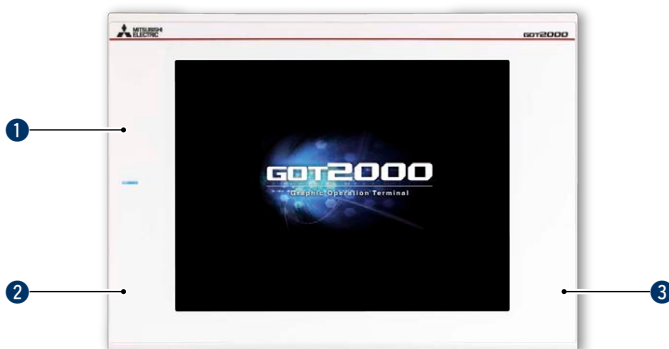 MITSUBISHI
ELECTRIC
GOT2000
1
GOT2000
Graphic Operation Terminal
2
3